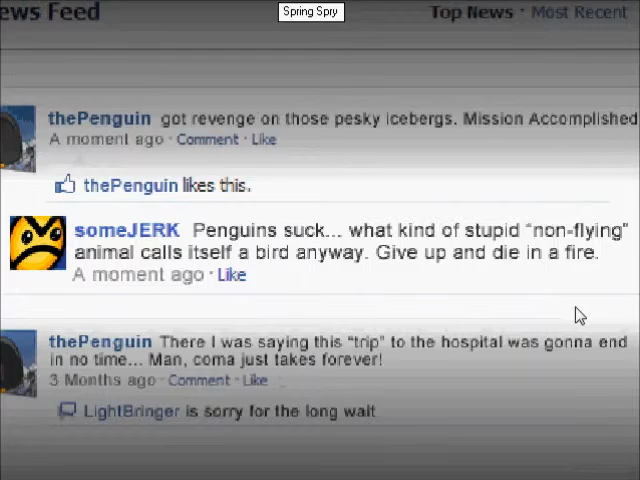 Spring Spry
ews Feed
Top News · Most Recent
thePenguin got revenge on those pesky icebergs. Mission Accomplished
A moment ago · Comment · Like
thePenguin likes this.
someJERK Penguins suck... what kind of stupid “non-flying”
animal calls itself a bird anyway. Give up and die in a fire.
A moment ago · Like
thePenguin There I was saying this “trip” to the hospital was gonna end
in no time... Man, coma just takes forever!
3 Months ago · Comment · Like
LightBringer is sorry for the long wait